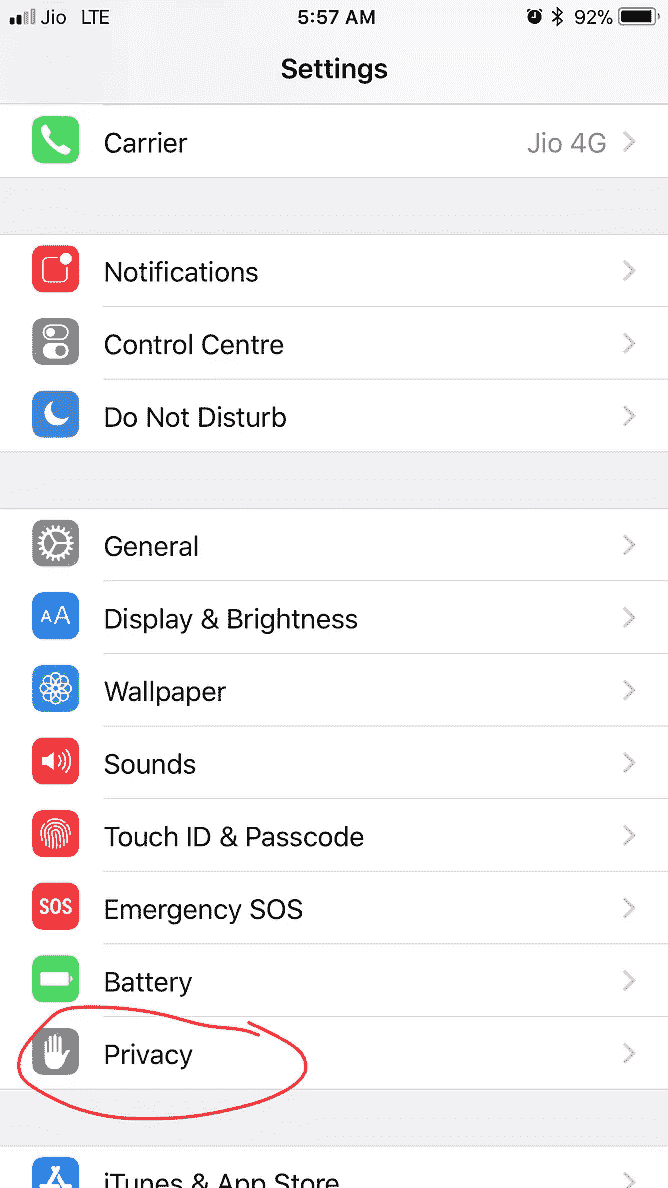 Jio LTE 5:57 AM 92%
Settings
Carrier Jio 4G
Notifications
Control Centre
Do Not Disturb
General
AA Display & Brightness
Wallpaper
Sounds
Touch ID & Passcode
SOS Emergency SOS
Battery
Privacy
iTunes & App Store